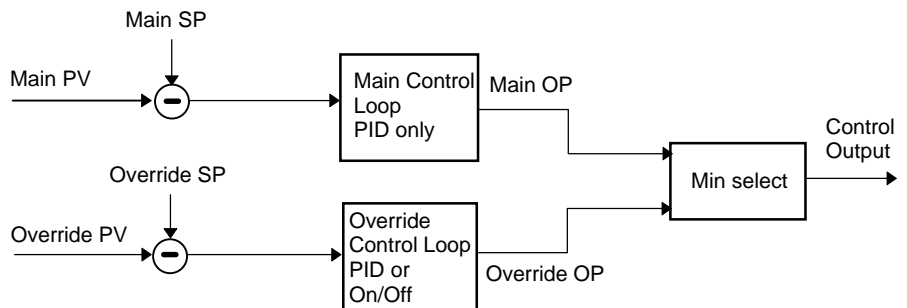 Main SP
Main PV
Main Control
Loop
PID only
Main OP
Control
Output
Min select
Override SP
Override PV
Override
Control Loop
PID or
On/Off
Override OP